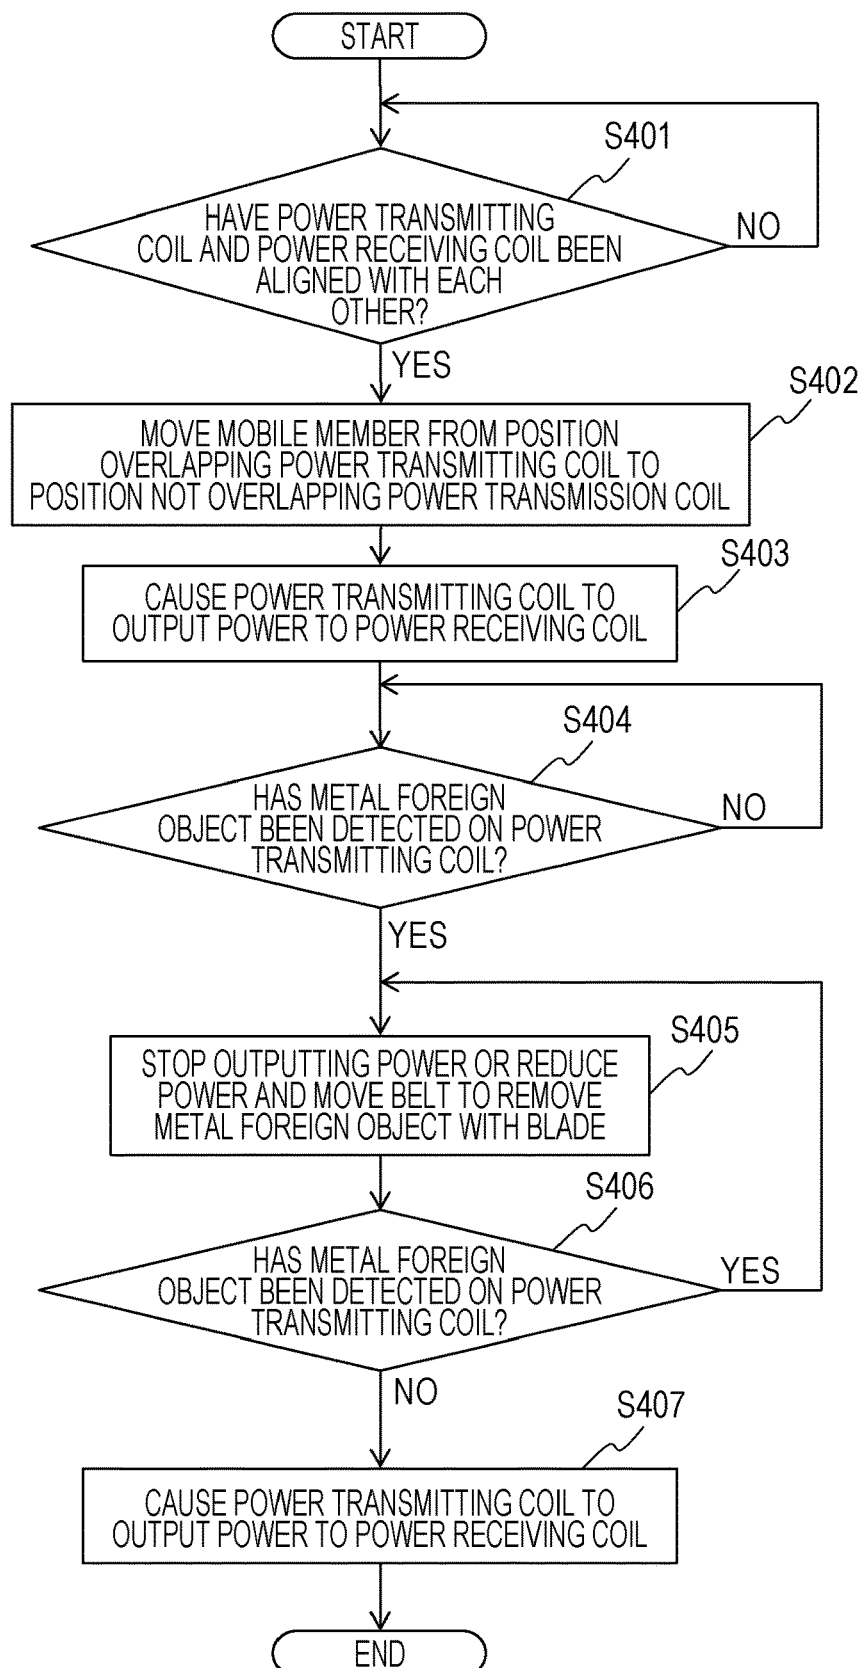 START
S401
HAVE POWER TRANSMITTING
COIL AND POWER RECEIVING COIL BEEN
ALIGNED WITH EACH
OTHER?
NO
YES
S402
MOVE MOBILE MEMBER FROM POSITION
OVERLAPPING POWER TRANSMITTING COIL TO
POSITION NOT OVERLAPPING POWER TRANSMISSION COIL
S403
CAUSE POWER TRANSMITTING COIL TO
OUTPUT POWER TO POWER RECEIVING COIL
S404
HAS METAL FOREIGN
OBJECT BEEN DETECTED ON POWER
TRANSMITTING COIL?
NO
YES
S405
STOP OUTPUTTING POWER OR REDUCE
POWER AND MOVE BELT TO REMOVE
METAL FOREIGN OBJECT WITH BLADE
S406
HAS METAL FOREIGN
OBJECT BEEN DETECTED ON POWER
TRANSMITTING COIL?
YES
NO
S407
CAUSE POWER TRANSMITTING COIL TO
OUTPUT POWER TO POWER RECEIVING COIL
END